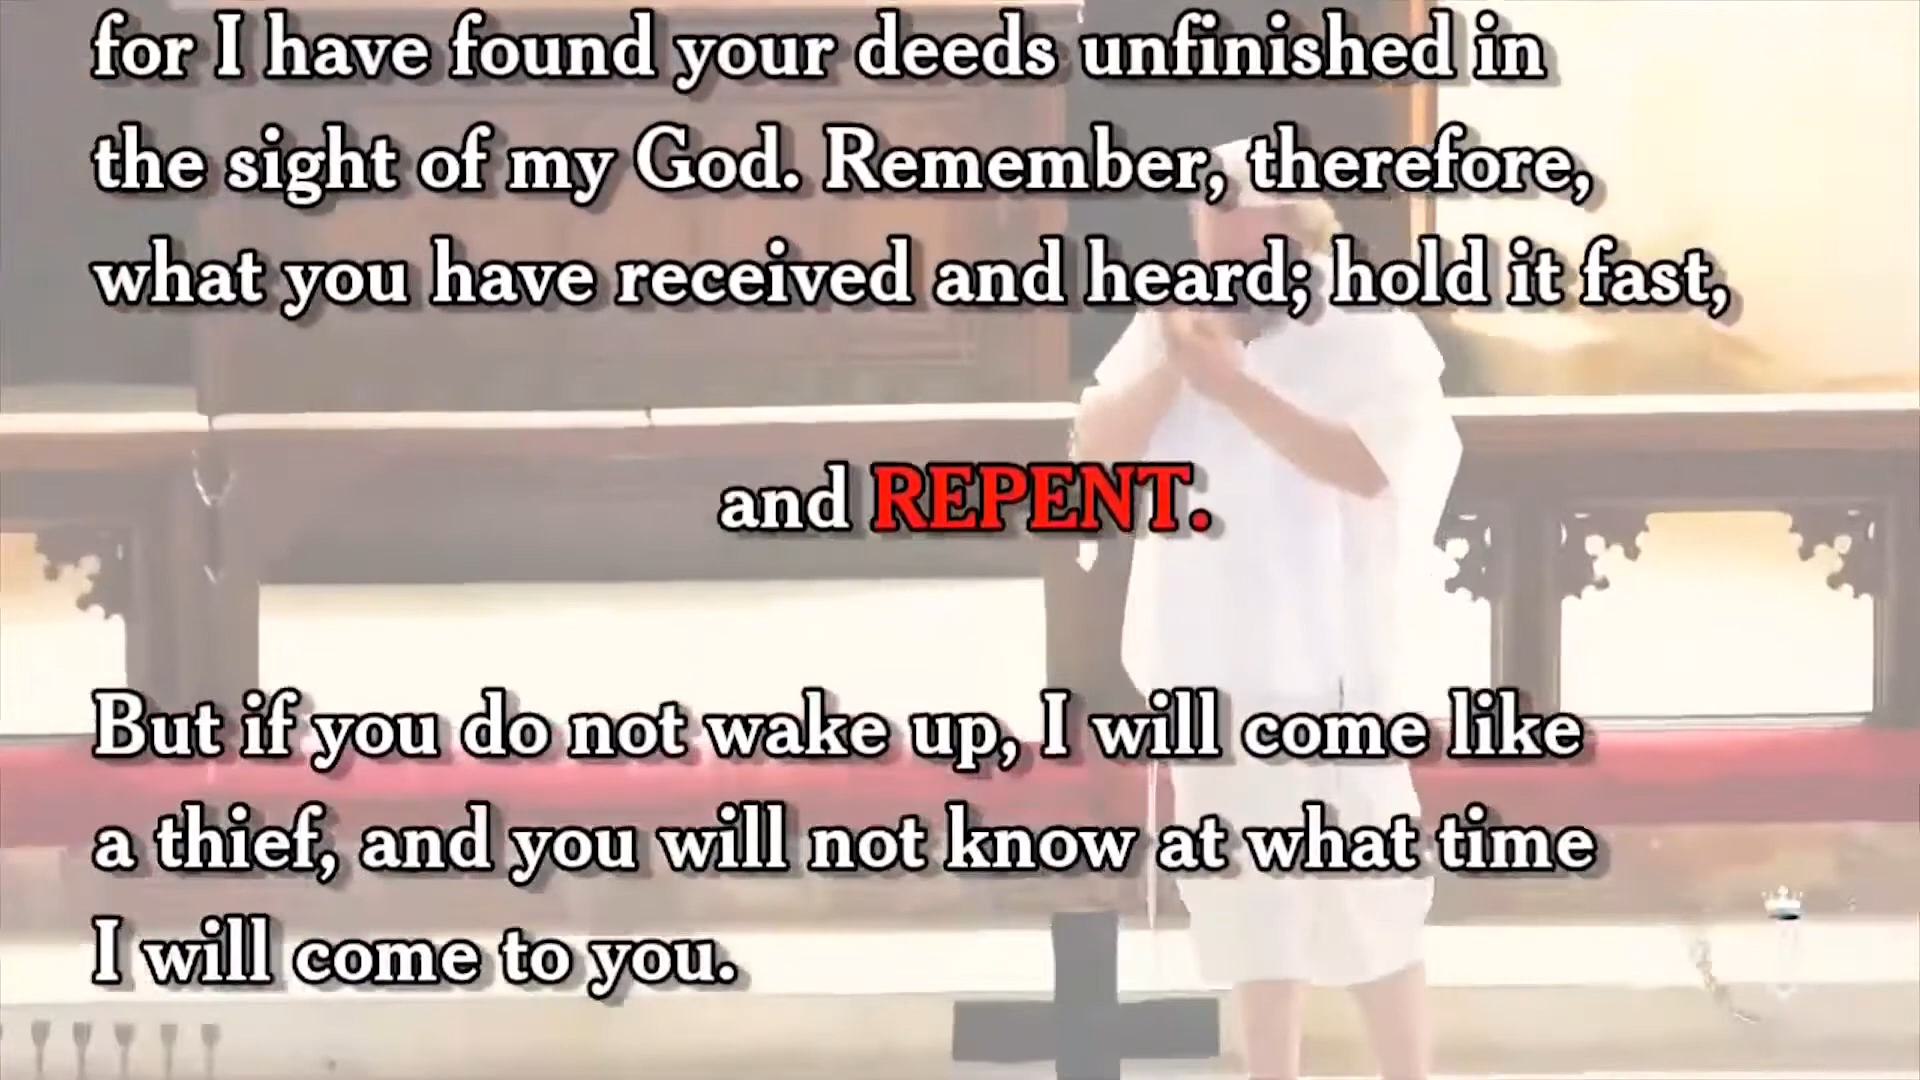 for I have found your deeds unfinished in
the sight of my God. Remember, therefore,
what you have received and heard; hold it fast,
and REPENT.
But if you do not wake up, I will come like
a thief, and you will not know at what time
I will come to you.